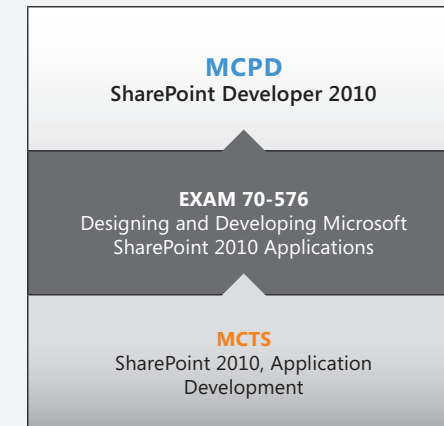 MCPD
SharePoint Developer 2010
EXAM 70-576
Designing and Developing Microsoft
SharePoint 2010 Applications
MCTS
SharePoint 2010, Application
Development